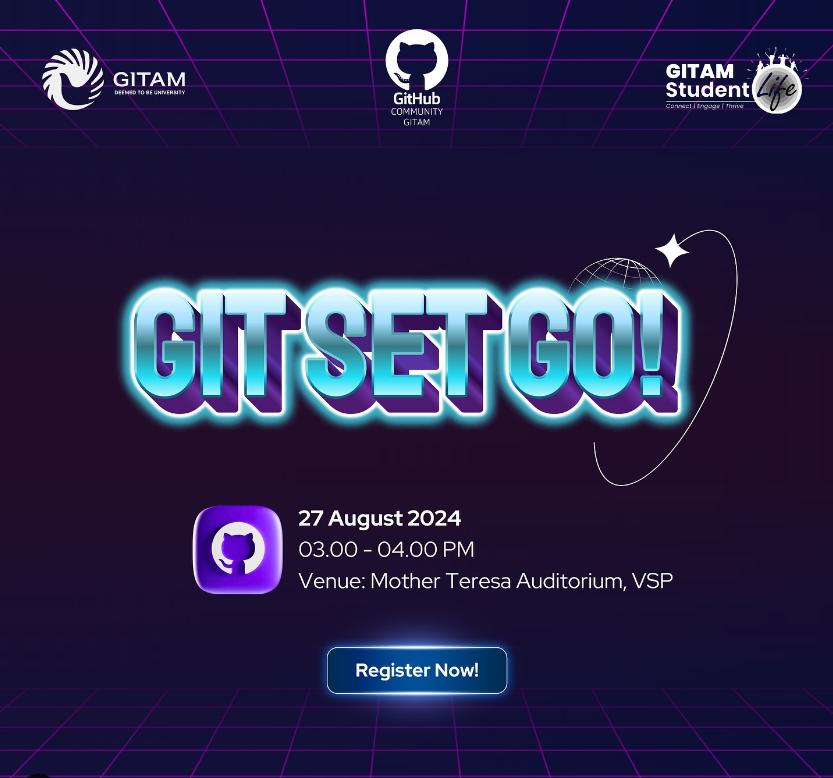 GITAM
DEEMED TO BE UNIVERSITY
GitHub
COMMUNITY
GITAM
GITAM
Student Life
Connect | Engage | Thrive
GIT SET GO!
27 August 2024
03.00 - 04.00 PM
Venue: Mother Teresa Auditorium, VSP
Register Now!